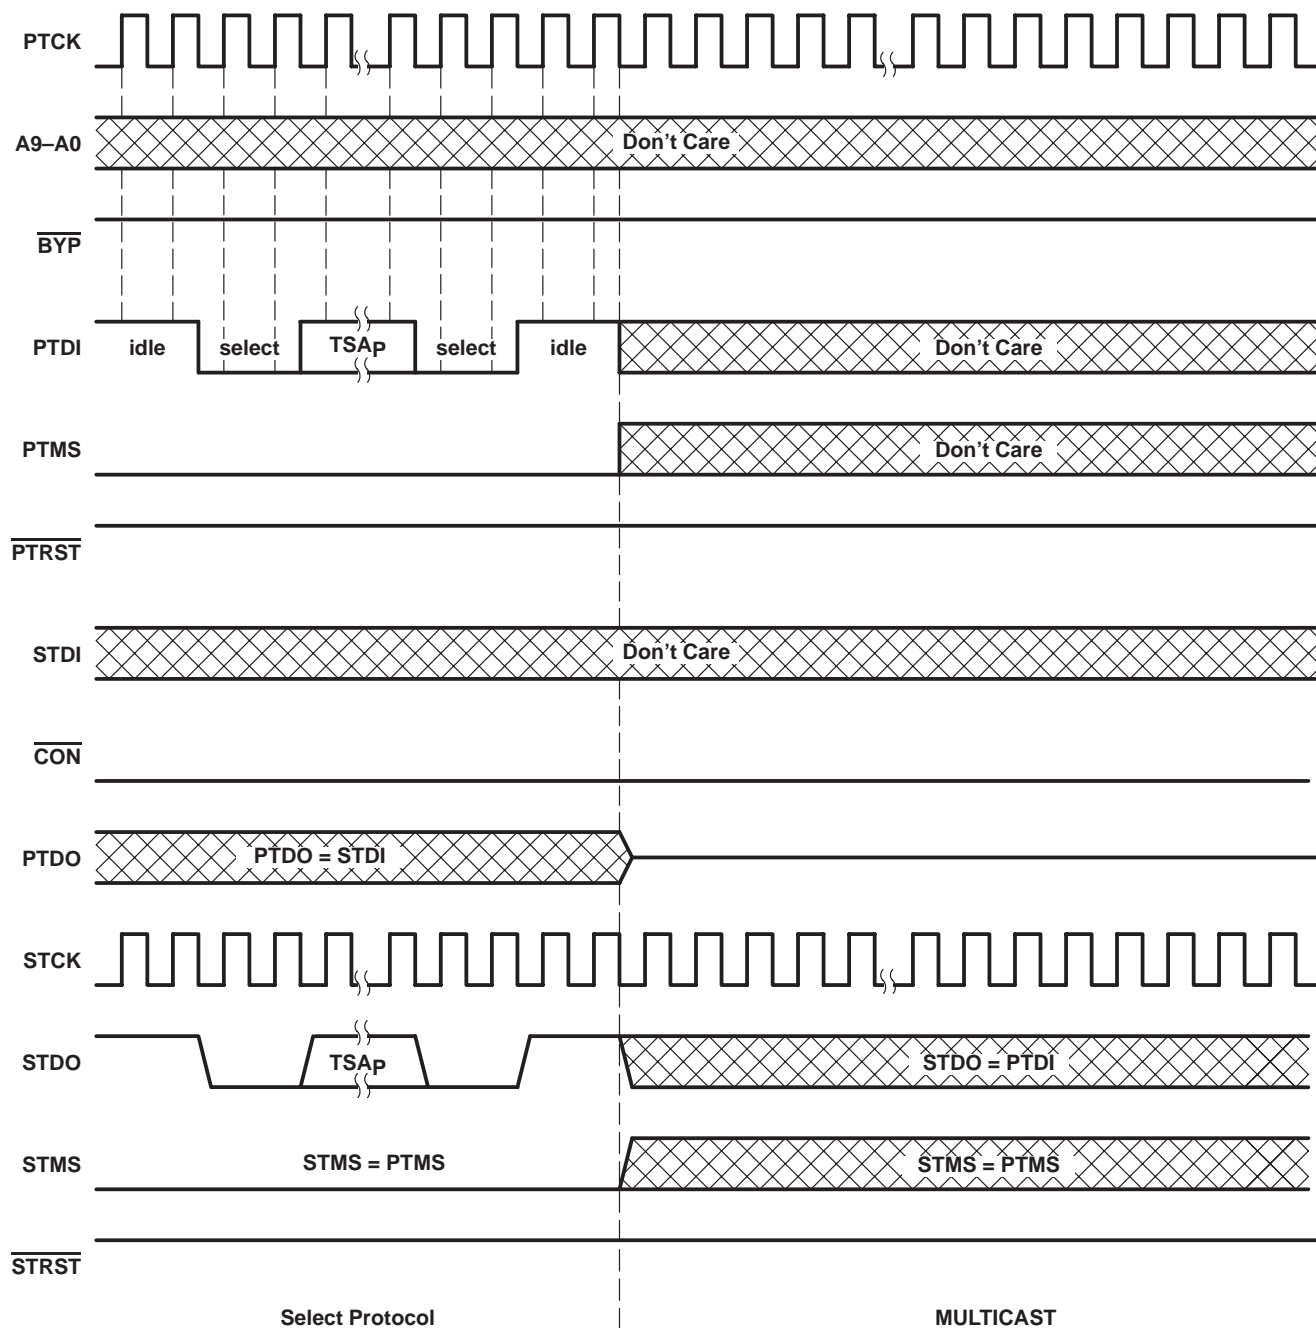 PTCK
A9–A0
Don't Care
BYP
PTDI
idle
select
TSAP
select
idle
Don't Care
PTMS
Don't Care
PTRST
STDI
Don't Care
CON
PTDO
PTDO = STDI
STCK
STDO
TSAP
STDO = PTDI
STMS
STMS = PTMS
STMS = PTMS
STRST
Select Protocol
MULTICAST